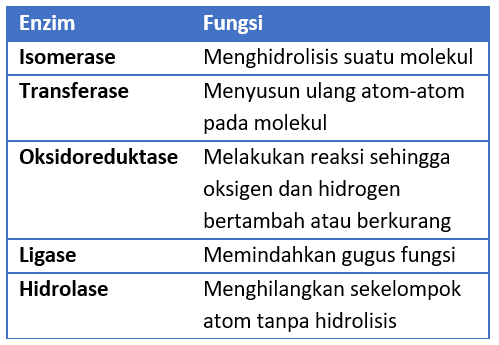 Enzim Fungsi
Isomerase Menghidrolisis suatu molekul
Transferase Menyusun ulang atom-atom
pada molekul
Oksidoreduktase Melakukan reaksi sehingga
oksigen dan hidrogen
bertambah atau berkurang
Ligase Memindahkan gugus fungsi
Hidrolase Menghilangkan sekelompok
atom tanpa hidrolisis